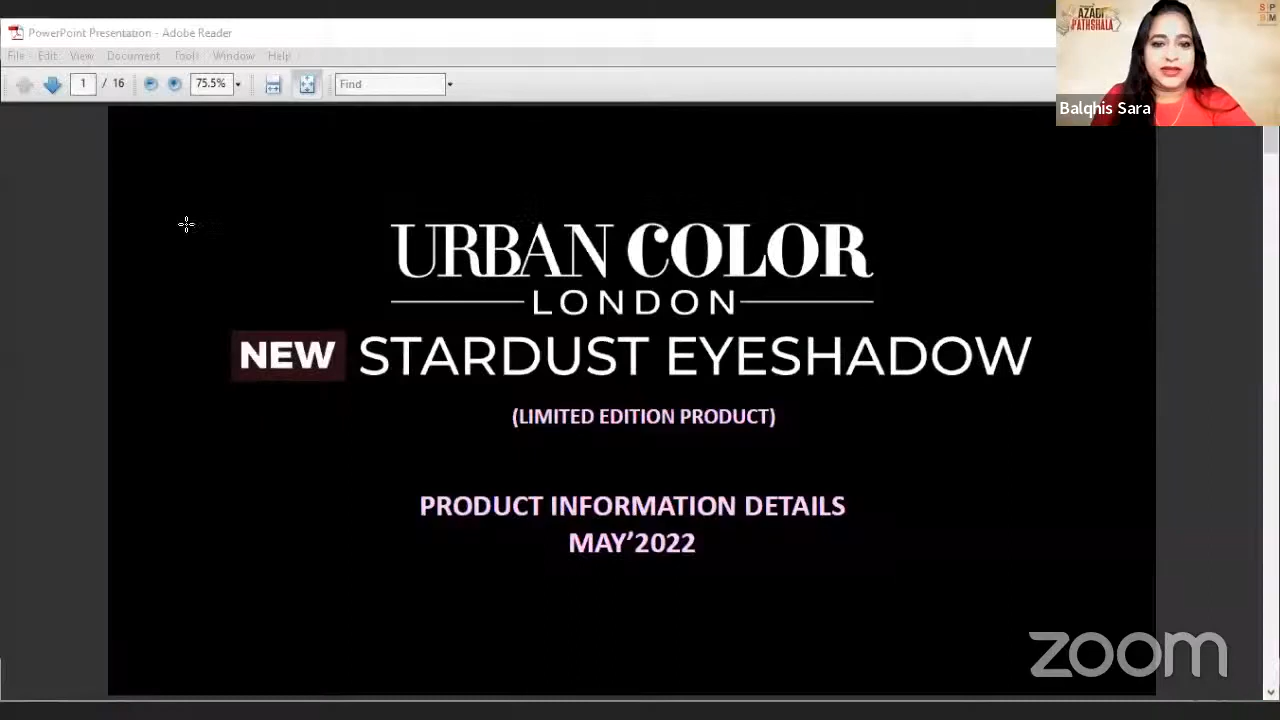 PowerPoint Presentation - Adobe Reader
File Edit View Document Tools Window Help
1 / 16 75.5% Find
AZADI
PATHSHALA
S P
B M
Balqhis Sara
URBAN COLOR
LONDON
NEW STARDUST EYESHADOW
(LIMITED EDITION PRODUCT)
PRODUCT INFORMATION DETAILS
MAY’2022
zoom